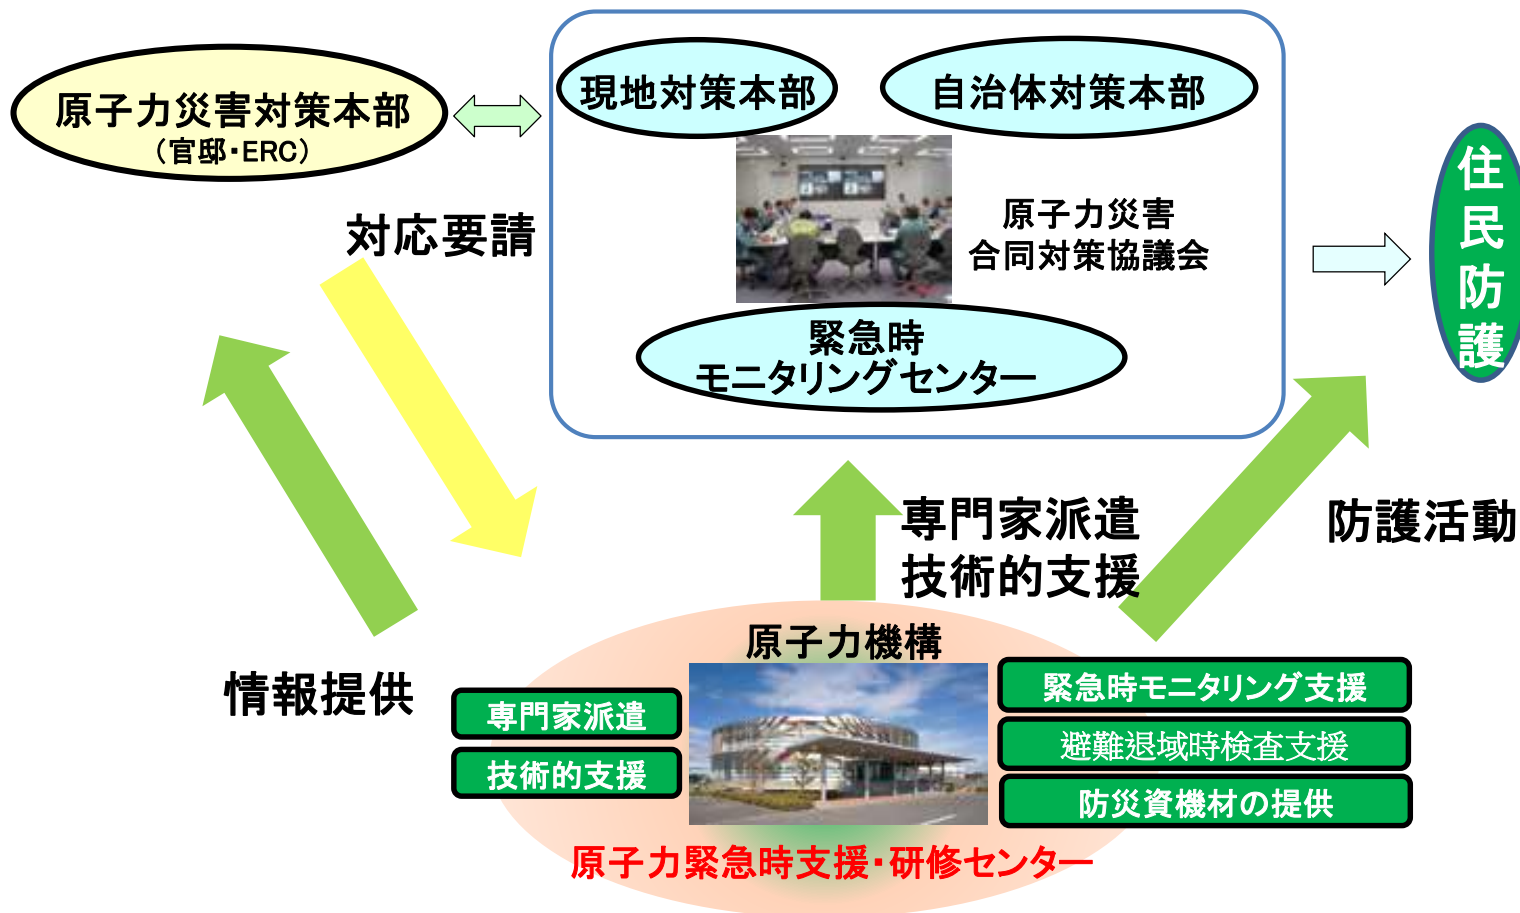 原子力災害対策本部
（官邸・ERC）
現地対策本部
自治体対策本部
原子力災害
合同対策協議会
緊急時
モニタリングセンター
住民防護
対応要請
情報提供
専門家派遣
技術的支援
防護活動
原子力機構
専門家派遣
技術的支援
緊急時モニタリング支援
避難退域時検査支援
防災資機材の提供
原子力緊急時支援・研修センター